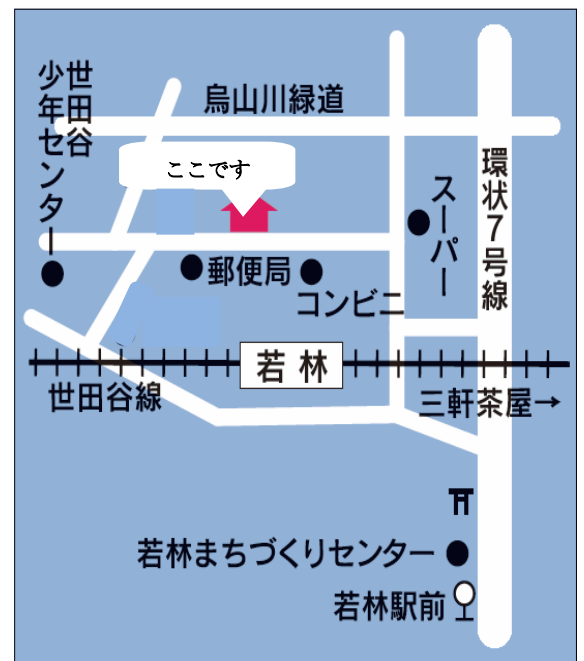 世田谷
少年センター
烏山川緑道
ここです
環状7号線
スーパー
郵便局
コンビニ
若林
世田谷線
三軒茶屋→
若林まちづくりセンター
若林駅前